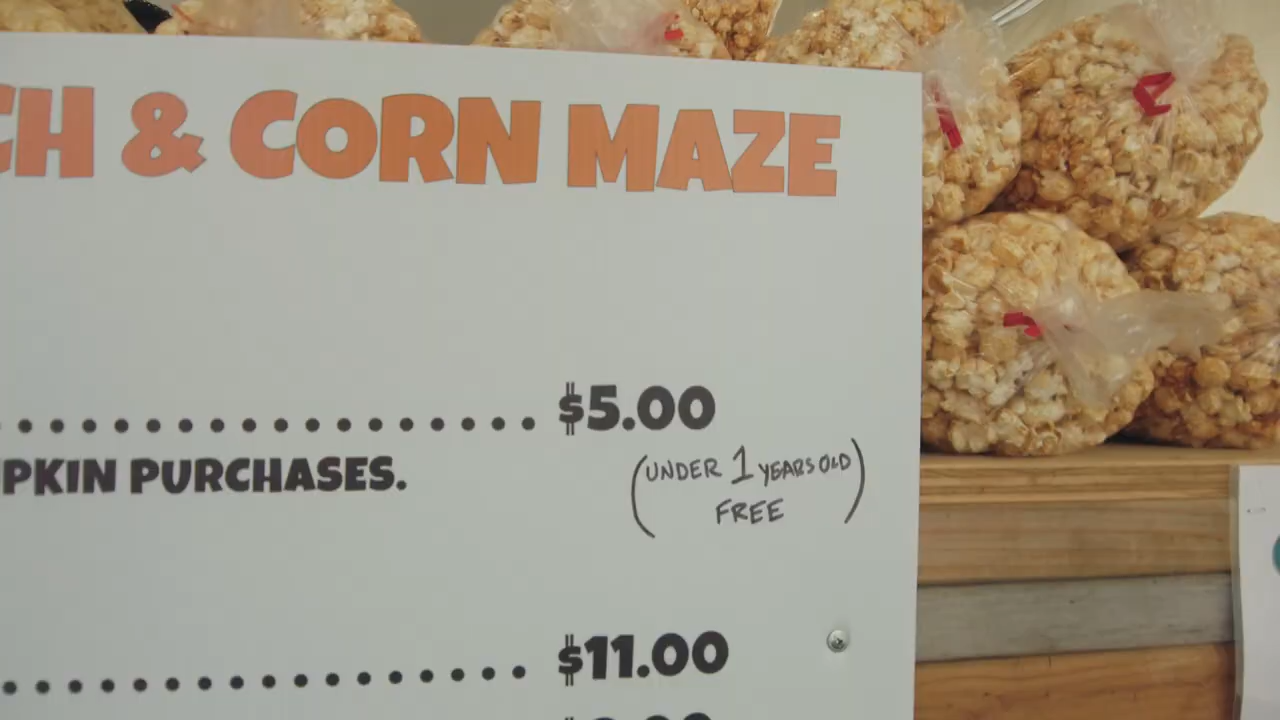 CH & CORN MAZE
$5.00
PKIN PURCHASES.
(UNDER 1 YEARS OLD
FREE)
$11.00